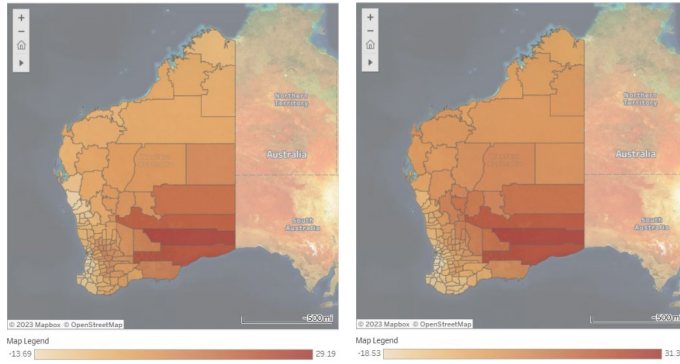 +
−
Northern
Territory
Australia
South
Australia
~500 mi
© 2023 Mapbox © OpenStreetMap
Map Legend
-13.69
29.19
+
−
Northern
Territory
Australia
South
Australia
~500 m
© 2023 Mapbox © OpenStreetMap
Map Legend
-18.53
31.3